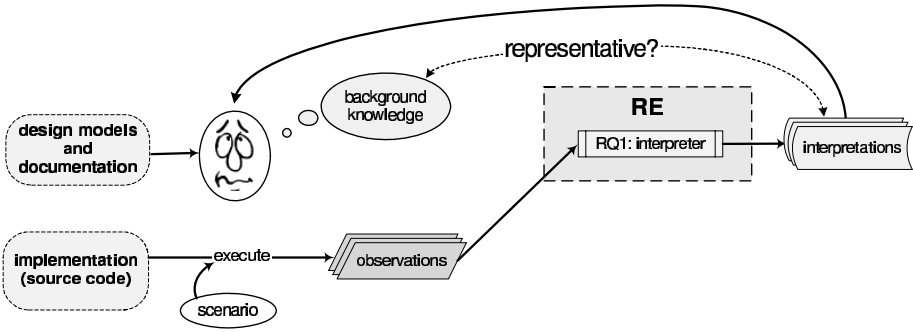 representative?
background
knowledge
RE
design models
and
documentation
RQ1: interpreter
interpretations
implementation
(source code)
execute
observations
scenario